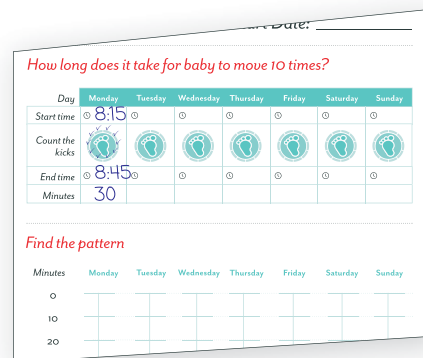 Date:
How long does it take for baby to move 10 times?
Day Monday Tuesday Wednesday Thursday Friday Saturday Sunday
Start time 8:15
Count the
kicks
End time 8:45
Minutes 30
Find the pattern
Minutes Monday Tuesday Wednesday Thursday Friday Saturday Sunday
0
10
20